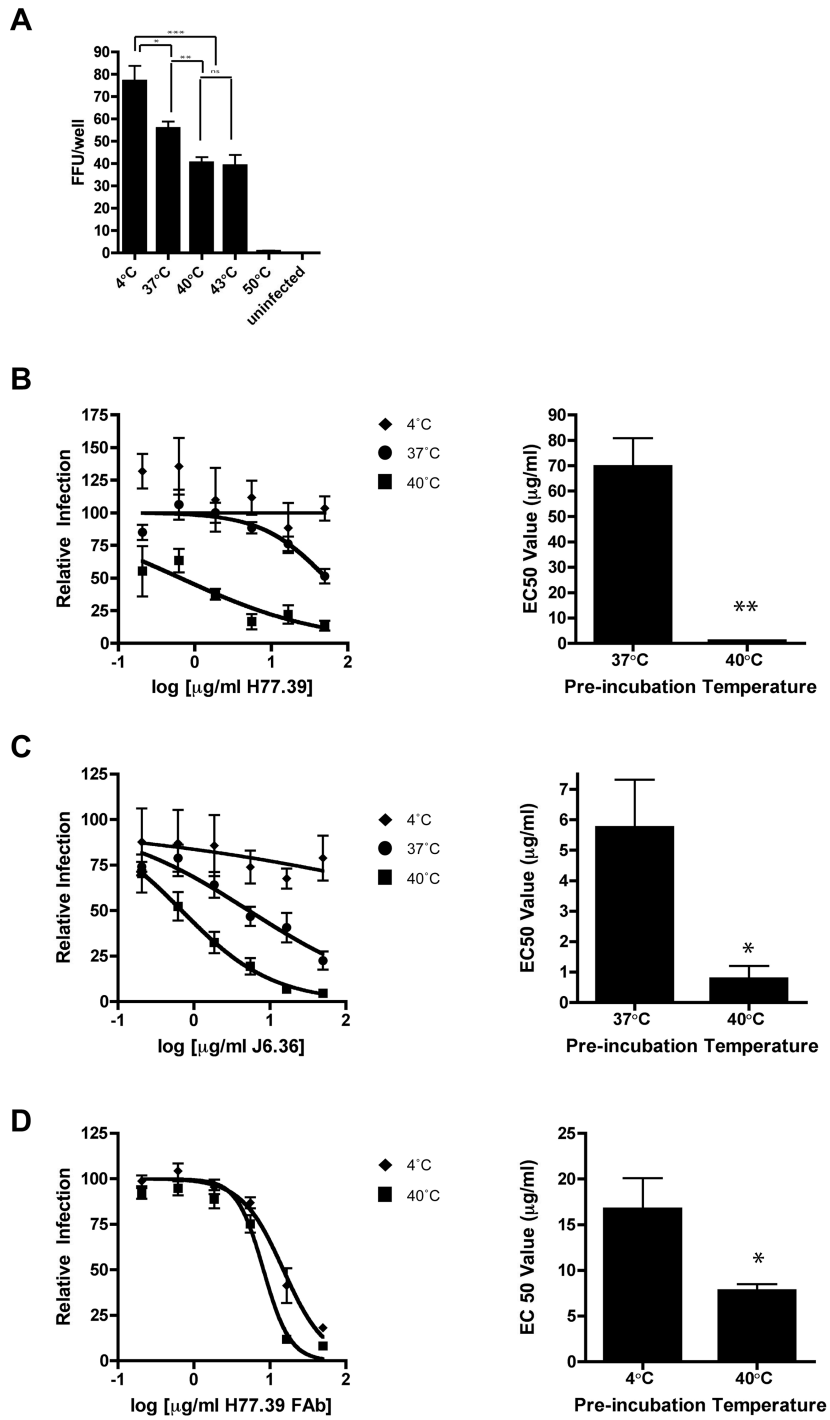 A
***
*
**
ns
90
80
70
60
50
40
30
20
10
0
FFU/well
4°C
37°C
40°C
43°C
50°C
uninfected
B
175
150
125
100
75
50
25
0
Relative Infection
-1
0
1
2
log [μg/ml H77.39]
4°C
37°C
40°C
90
80
70
60
50
40
30
20
10
0
EC50 Value (μg/ml)
**
37°C
40°C
Pre-incubation Temperature
C
125
100
75
50
25
0
Relative Infection
-1
0
1
2
log [μg/ml J6.36]
4°C
37°C
40°C
7
6
5
4
3
2
1
0
EC50 Value (μg/ml)
*
37°C
40°C
Pre-incubation Temperature
D
125
100
75
50
25
0
Relative Infection
-1
0
1
2
log [μg/ml H77.39 FAb]
4°C
40°C
25
20
15
10
5
0
EC 50 Value (μg/ml)
*
4°C
40°C
Pre-incubation Temperature